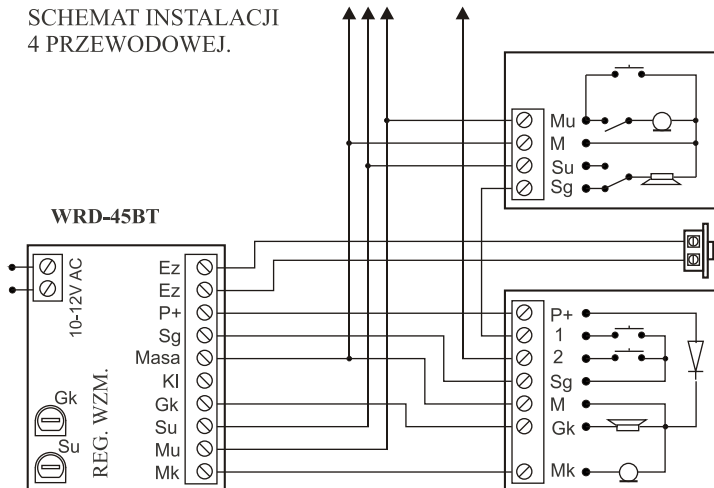 SCHEMAT INSTALACJI
4 PRZEWODOWEJ.
Mu
M
Su
Sg
WRD-45BT
10-12V AC
REG. WZM.
Gk
Su
Ez
Ez
P+
Sg
Masa
KI
Gk
Su
Mu
Mk
P+
1
2
Sg
M
Gk
Mk